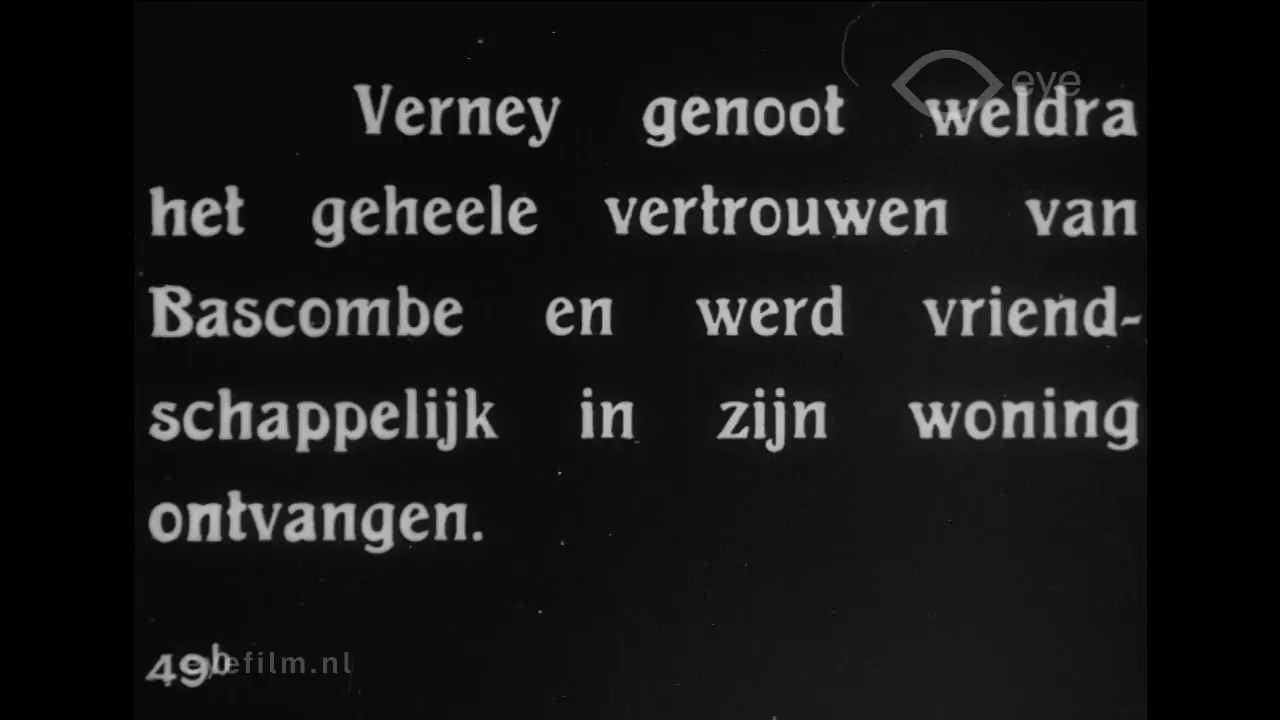 eye
Verney genoot weldra
het geheele vertrouwen van
Bascombe en werd vriend-
schappelijk in zijn woning
ontvangen.
49b
eyefilm.nl